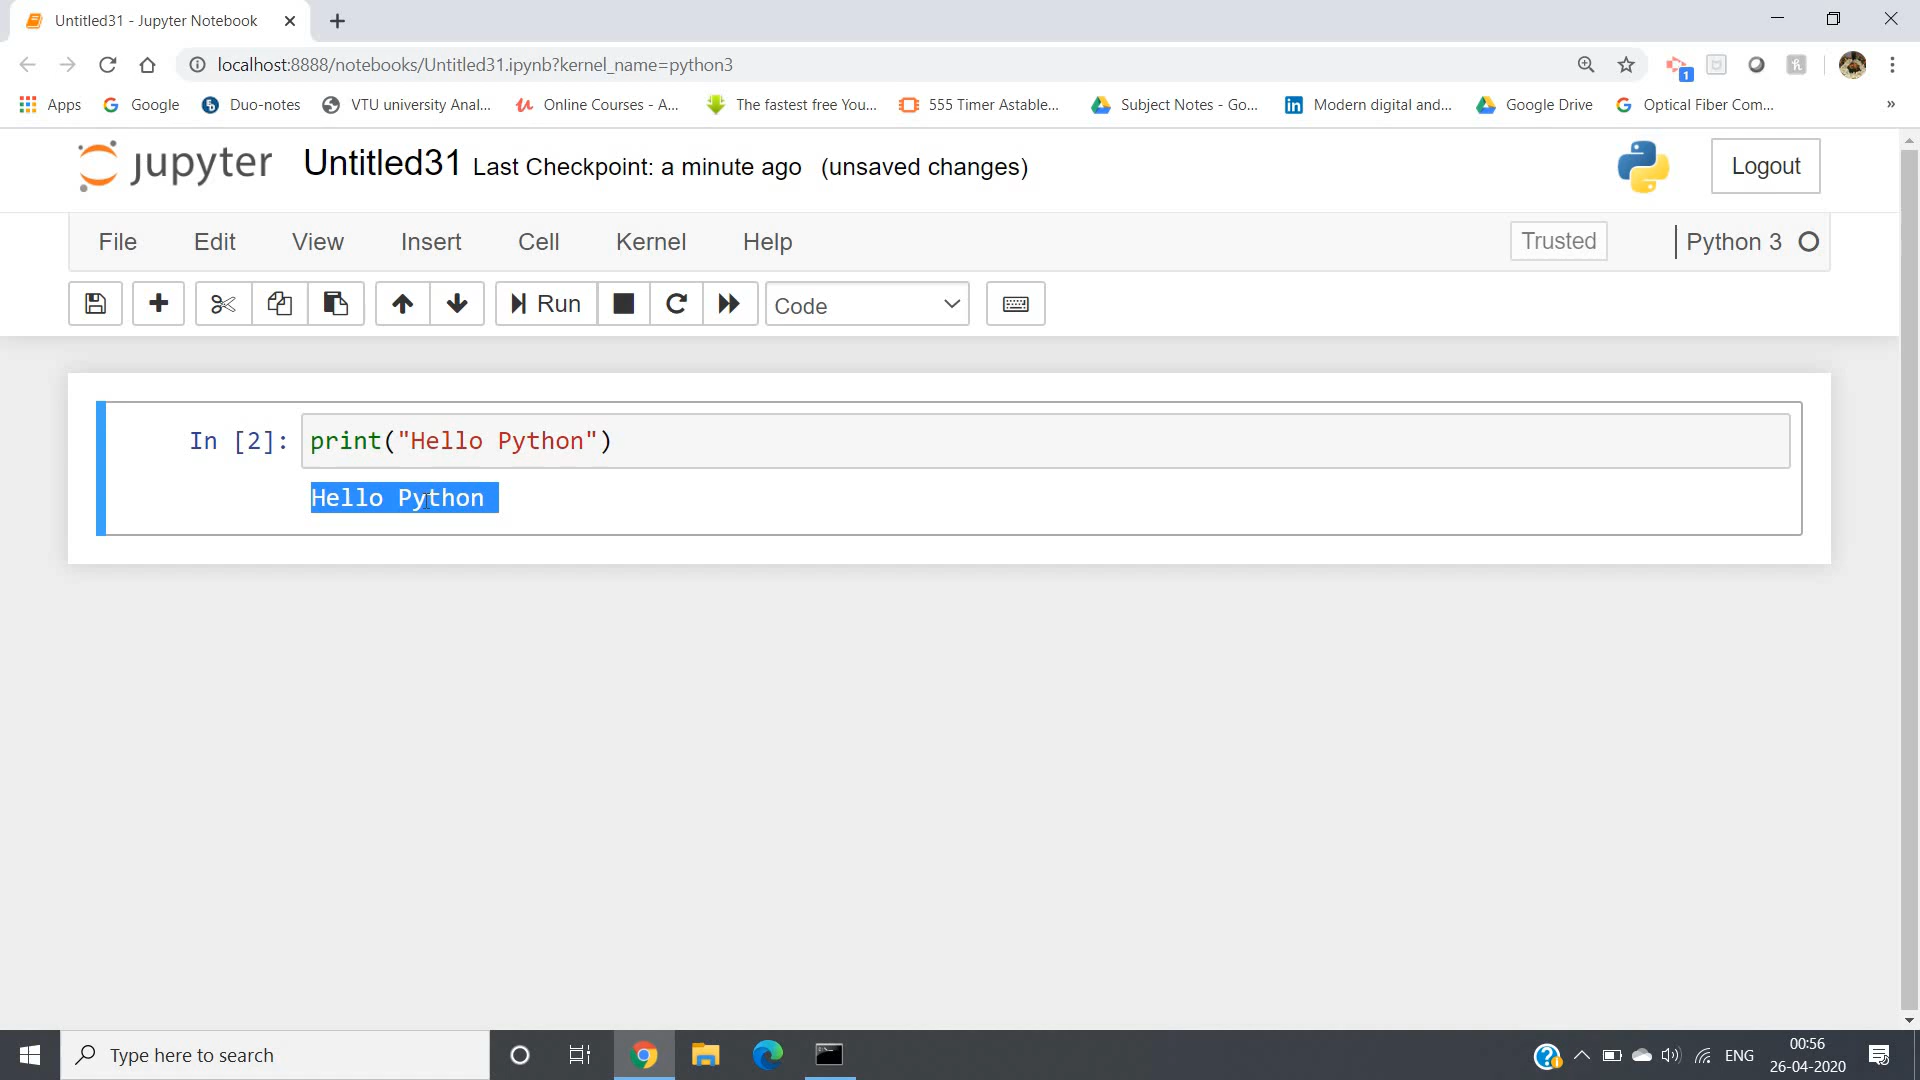 Untitled31 - Jupyter Notebook
localhost:8888/notebooks/Untitled31.ipynb?kernel_name=python3
1
Apps Google Duo-notes VTU university Anal... Online Courses - A... The fastest free You... 555 Timer Astable... Subject Notes - Go... Modern digital and... Google Drive Optical Fiber Com... »
jupyter Untitled31 Last Checkpoint: a minute ago (unsaved changes) Logout
File Edit View Insert Cell Kernel Help Trusted Python 3
Run Code
In [2]: print("Hello Python")
Hello Python
Type here to search
ENG 00:56
26-04-2020